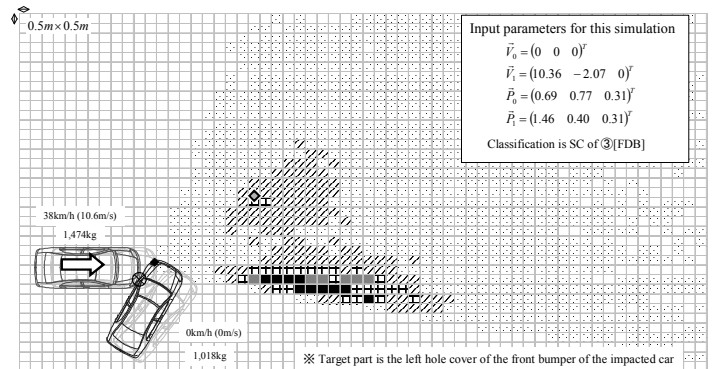 0.5m×0.5m
Input parameters for this simulation
V⃗₀ = (0 0 0)ᵀ
V⃗₁ = (10.36 −2.07 0)ᵀ
P⃗₀ = (0.69 0.77 0.31)ᵀ
P⃗₁ = (1.46 0.40 0.31)ᵀ
Classification is SC of ③[FDB]
38km/h (10.6m/s)
1,474kg
0km/h (0m/s)
1,018kg
※ Target part is the left hole cover of the front bumper of the impacted car